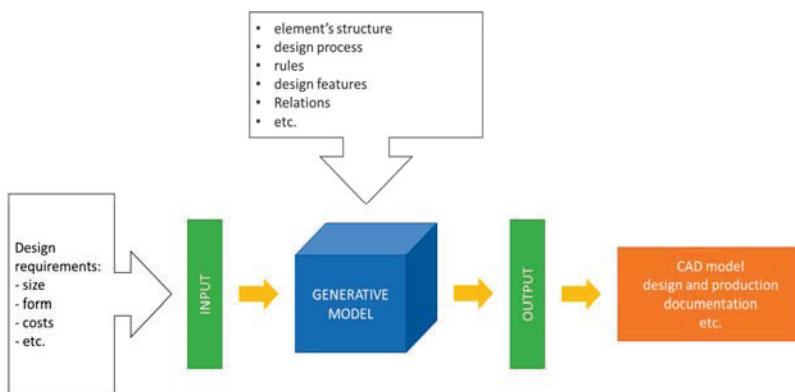 • element's structure
• design process
• rules
• design features
• Relations
• etc.
Design
requirements:
- size
- form
- costs
- etc.
INPUT
GENERATIVE
MODEL
OUTPUT
CAD model
design and production
documentation
etc.